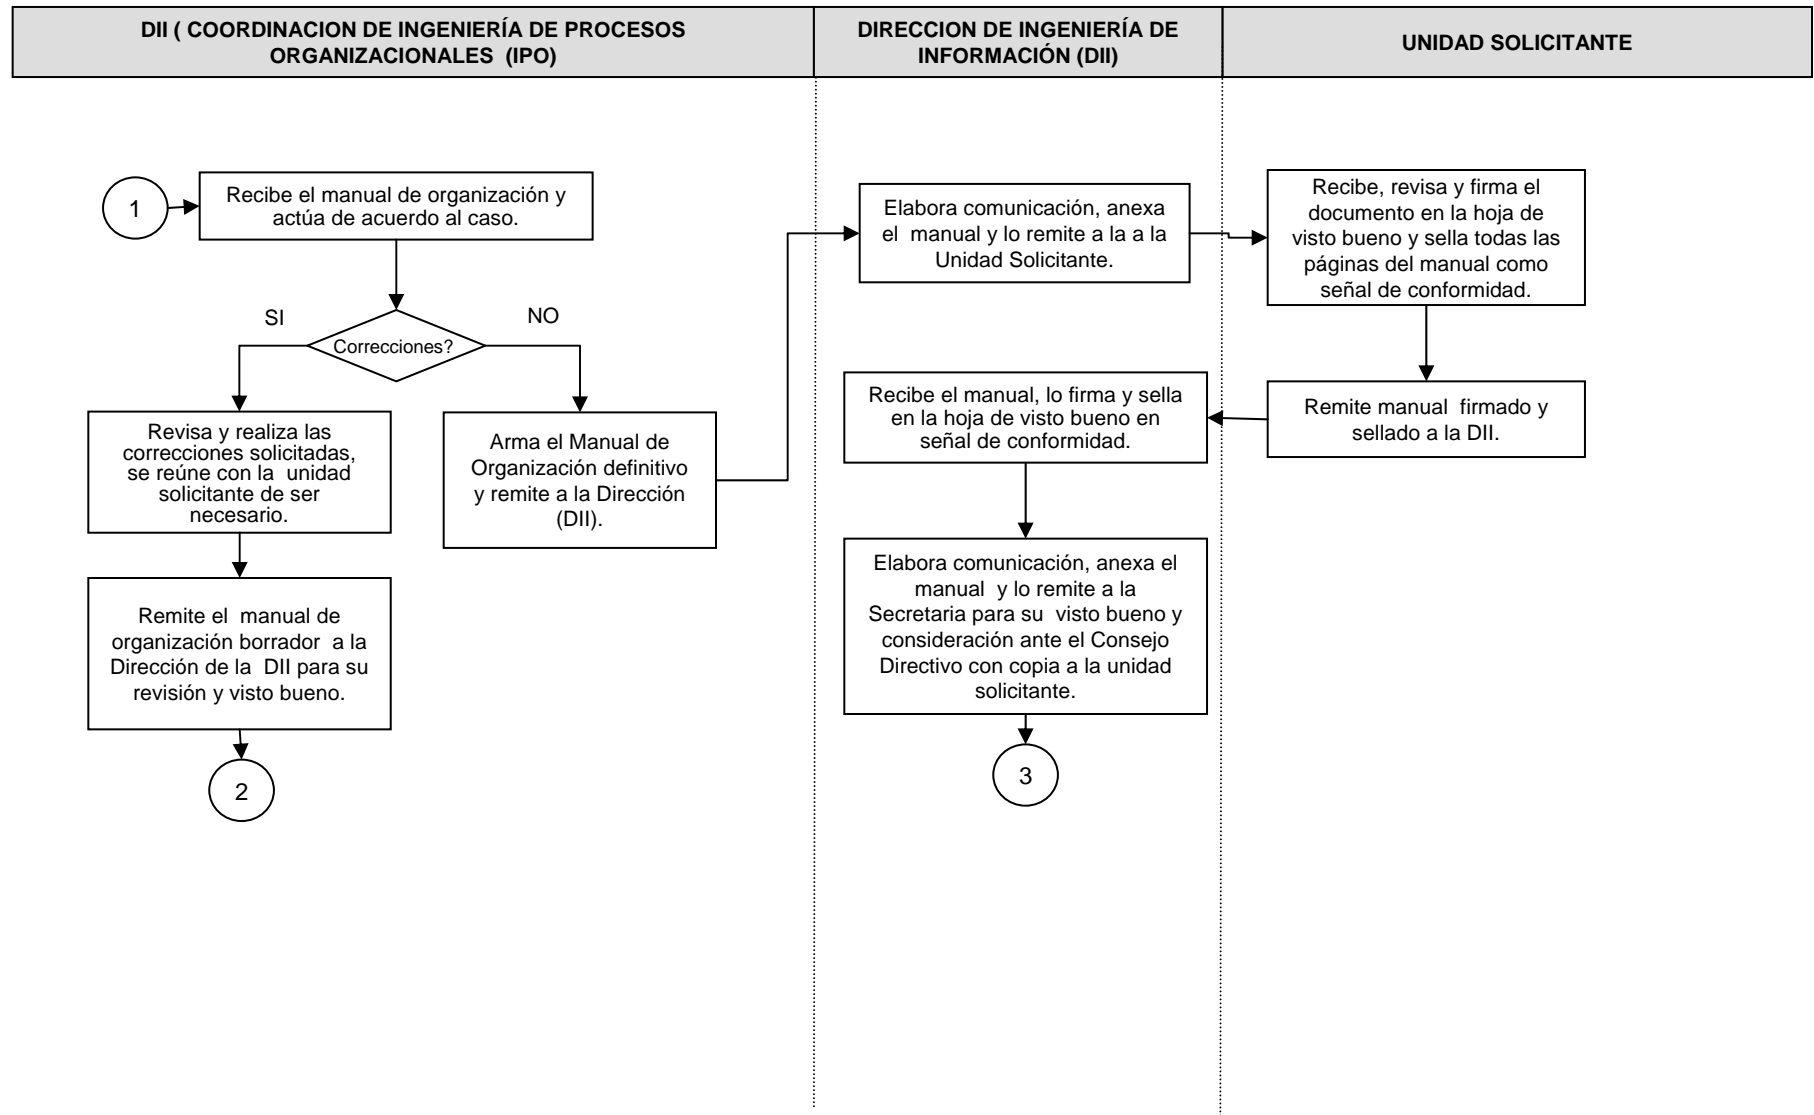 DII ( COORDINACION DE INGENIERÍA DE PROCESOS
ORGANIZACIONALES (IPO)
DIRECCION DE INGENIERÍA DE
INFORMACIÓN (DII)
UNIDAD SOLICITANTE
1
Recibe el manual de organización y
actúa de acuerdo al caso.
SI
NO
Correcciones?
Revisa y realiza las
correcciones solicitadas,
se reúne con la unidad
solicitante de ser
necesario.
Arma el Manual de
Organización definitivo
y remite a la Dirección
(DII).
Remite el manual de
organización borrador a la
Dirección de la DII para su
revisión y visto bueno.
2
Elabora comunicación, anexa
el manual y lo remite a la a la
Unidad Solicitante.
Recibe, revisa y firma el
documento en la hoja de
visto bueno y sella todas las
páginas del manual como
señal de conformidad.
Remite manual firmado y
sellado a la DII.
Recibe el manual, lo firma y sella
en la hoja de visto bueno en
señal de conformidad.
Elabora comunicación, anexa el
manual y lo remite a la
Secretaria para su visto bueno y
consideración ante el Consejo
Directivo con copia a la unidad
solicitante.
3